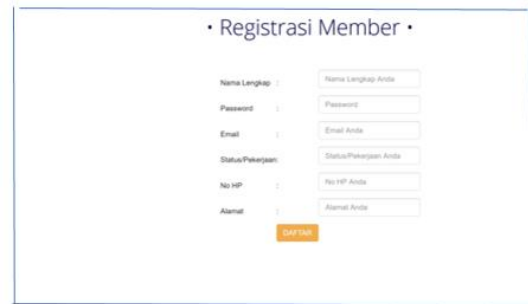 • Registrasi Member •
Nama Lengkap : Nama Lengkap Anda
Password : Password
Email : Email Anda
Status/Pekerjaan: Status/Pekerjaan Anda
No HP : No HP Anda
Alamat : Alamat Anda
DAFTAR